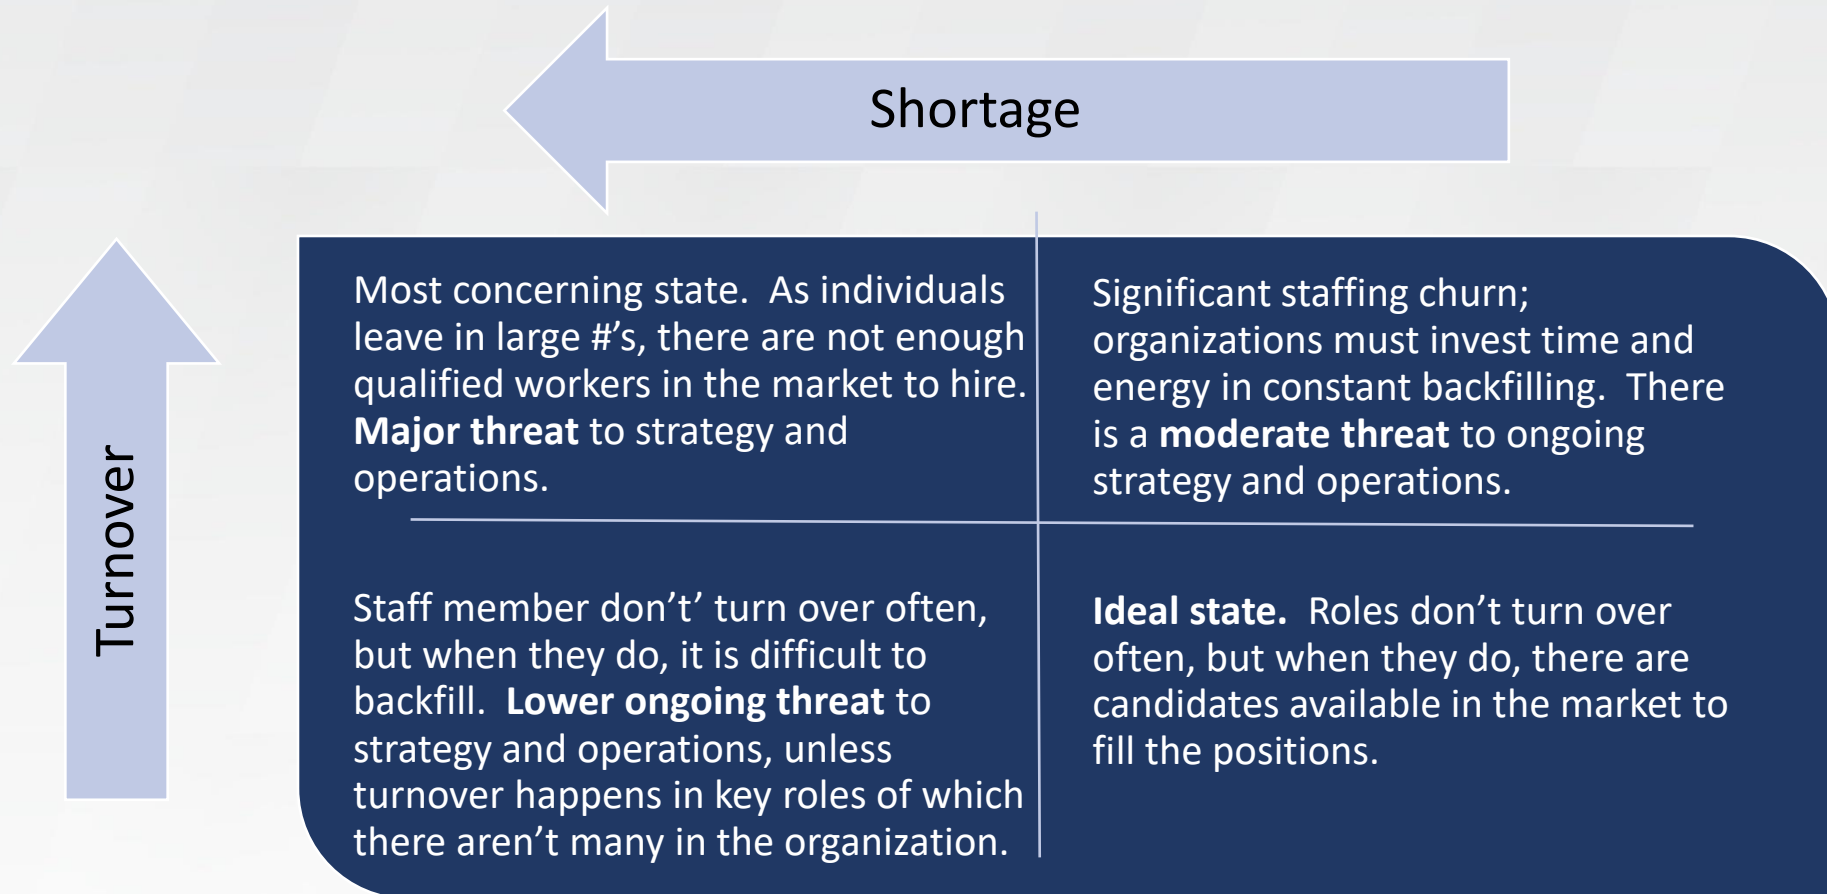 Shortage
Turnover
Most concerning state.  As individuals
leave in large #’s, there are not enough
qualified workers in the market to hire.
Major threat to strategy and
operations.
Significant staffing churn;
organizations must invest time and
energy in constant backfilling.  There
is a moderate threat to ongoing
strategy and operations.
Staff member don’t’ turn over often,
but when they do, it is difficult to
backfill.  Lower ongoing threat to
strategy and operations, unless
turnover happens in key roles of which
there aren’t many in the organization.
Ideal state.  Roles don’t turn over
often, but when they do, there are
candidates available in the market to
fill the positions.